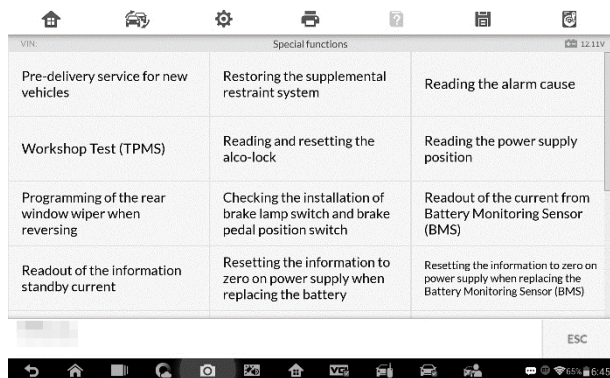 VIN:
Special functions
12.11V
Pre-delivery service for new
vehicles
Restoring the supplemental
restraint system
Reading the alarm cause
Workshop Test (TPMS)
Reading and resetting the
alco-lock
Reading the power supply
position
Programming of the rear
window wiper when
reversing
Checking the installation of
brake lamp switch and brake
pedal position switch
Readout of the current from
Battery Monitoring Sensor
(BMS)
Readout of the information
standby current
Resetting the information to
zero on power supply when
replacing the battery
Resetting the information to zero on
power supply when replacing the
Battery Monitoring Sensor (BMS)
ESC
65% 6:45